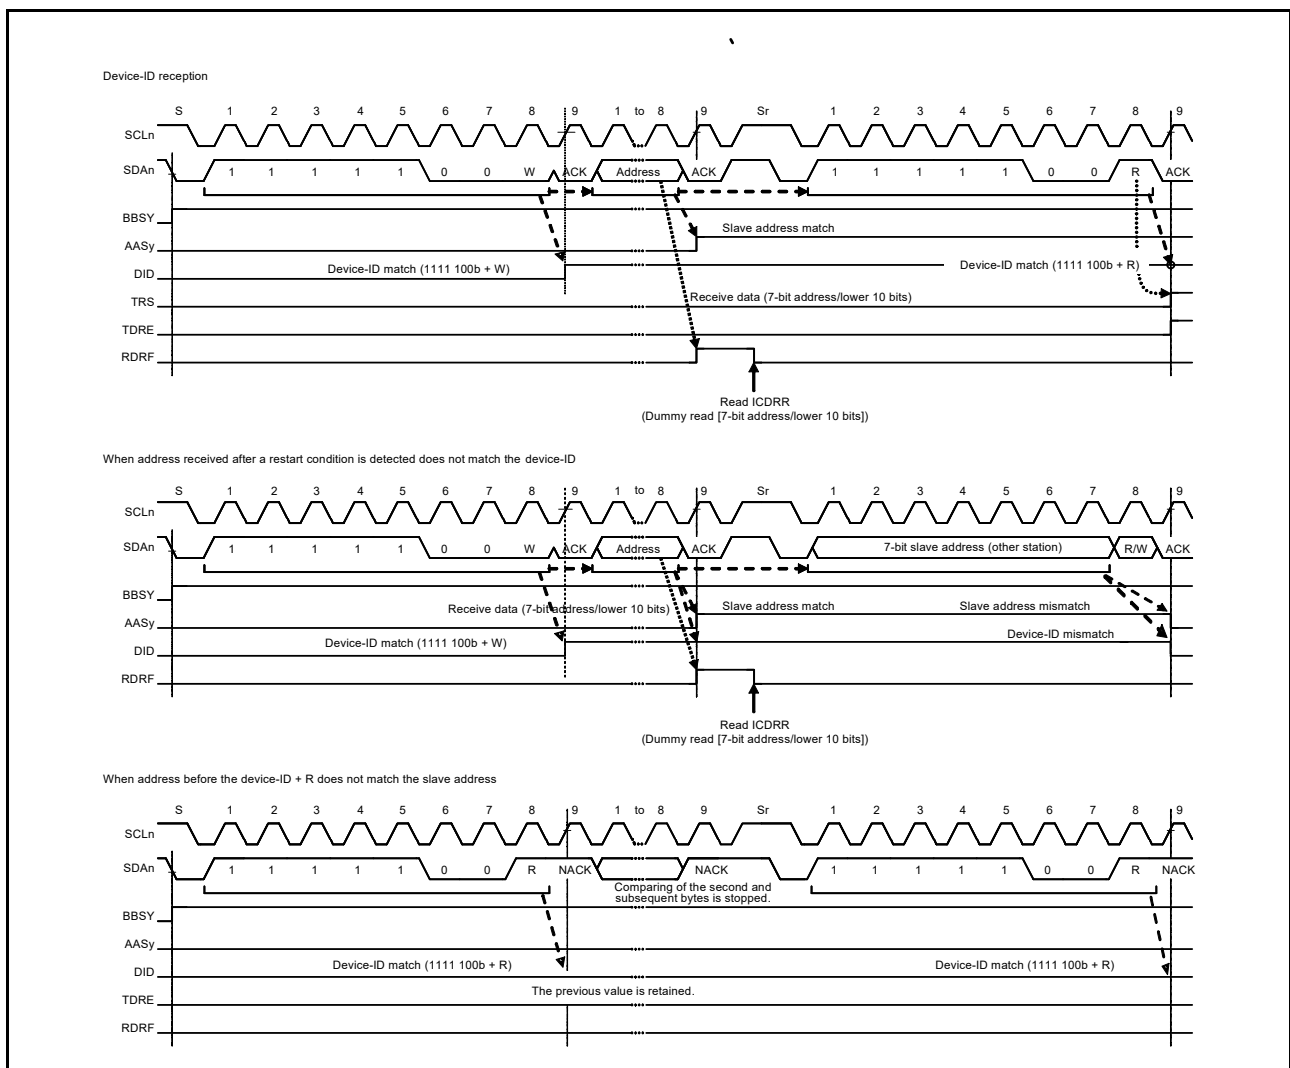 Device-ID reception
S 1 2 3 4 5 6 7 8 9 1 to 8 9 Sr 1 2 3 4 5 6 7 8 9
SCLn
SDAn 1 1 1 1 1 0 0 W ACK Address ACK 1 1 1 1 1 0 0 R ACK
BBSY
Slave address match
AASy
Device-ID match (1111 100b + W) Device-ID match (1111 100b + R)
DID
Receive data (7-bit address/lower 10 bits)
TRS
TDRE
RDRF
Read ICDRR
(Dummy read [7-bit address/lower 10 bits])
When address received after a restart condition is detected does not match the device-ID
S 1 2 3 4 5 6 7 8 9 1 to 8 9 Sr 1 2 3 4 5 6 7 8 9
SCLn
SDAn 1 1 1 1 1 0 0 W ACK Address ACK 7-bit slave address (other station) R/W ACK
BBSY
Receive data (7-bit address/lower 10 bits) Slave address match Slave address mismatch
AASy
Device-ID match (1111 100b + W) Device-ID mismatch
DID
RDRF
Read ICDRR
(Dummy read [7-bit address/lower 10 bits])
When address before the device-ID + R does not match the slave address
S 1 2 3 4 5 6 7 8 9 1 to 8 9 Sr 1 2 3 4 5 6 7 8 9
SCLn
SDAn 1 1 1 1 1 0 0 R NACK NACK 1 1 1 1 1 0 0 R NACK
Comparing of the second and
subsequent bytes is stopped.
BBSY
AASy
Device-ID match (1111 100b + R) Device-ID match (1111 100b + R)
DID
The previous value is retained.
TDRE
RDRF